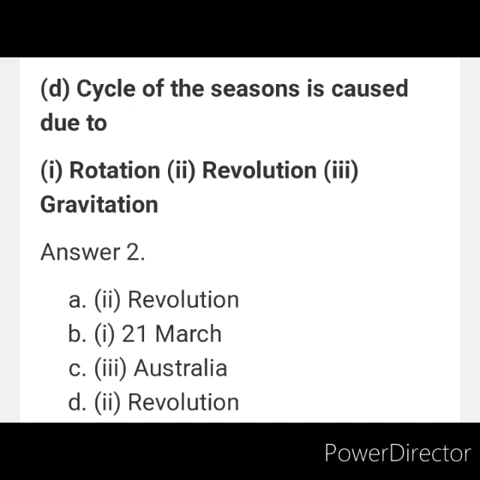 (d) Cycle of the seasons is caused
due to
(i) Rotation (ii) Revolution (iii)
Gravitation
Answer 2.
a. (ii) Revolution
b. (i) 21 March
c. (iii) Australia
d. (ii) Revolution
PowerDirector